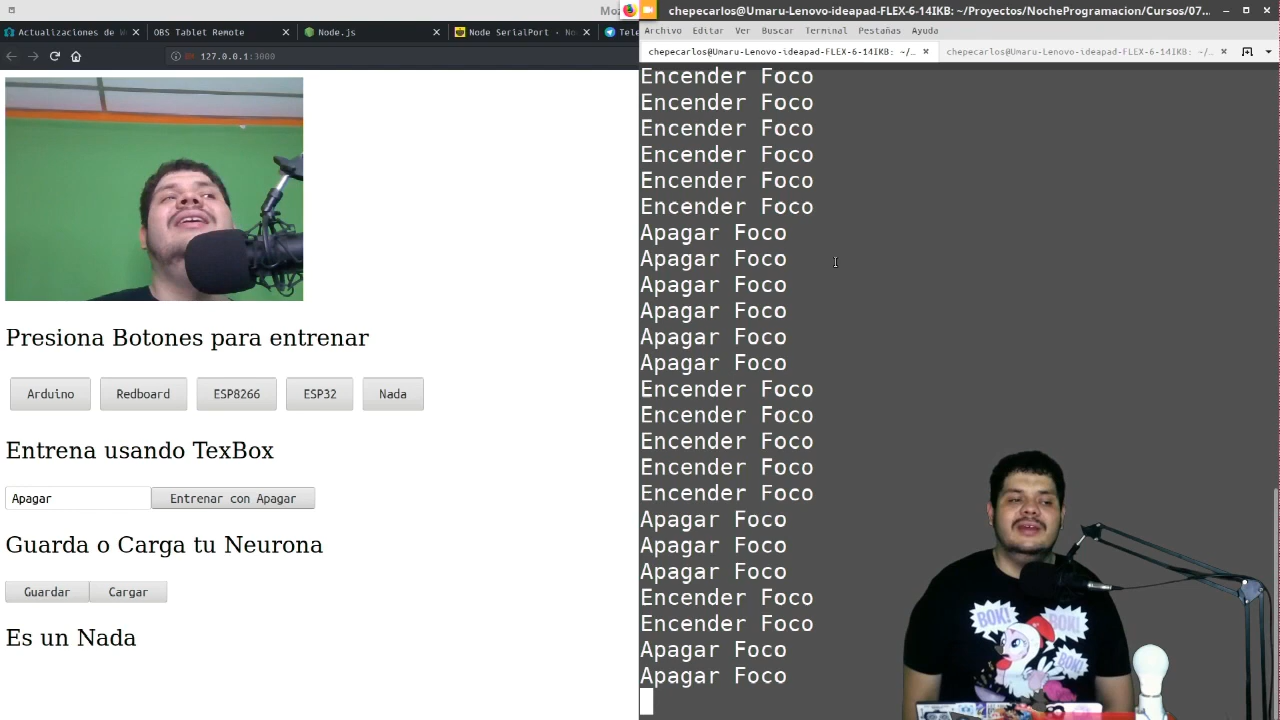 Moz
chepecarlos@Umaru-Lenovo-ideapad-FLEX-6-14IKB: ~/Proyectos/NocheProgramacion/Cursos/07...
Actualizaciones de W
OBS Tablet Remote
Node.js
Node SerialPort · No
Tele
Archivo Editar Ver Buscar Terminal Pestañas Ayuda
127.0.0.1:3000
chepecarlos@Umaru-Lenovo-ideapad-FLEX-6-14IKB: ~/...
chepecarlos@Umaru-Lenovo-ideapad-FLEX-6-14IKB: ~/...
Presiona Botones para entrenar
Arduino Redboard ESP8266 ESP32 Nada
Entrena usando TexBox
Apagar Entrenar con Apagar
Guarda o Carga tu Neurona
Guardar Cargar
Es un Nada
Encender Foco
Encender Foco
Encender Foco
Encender Foco
Encender Foco
Encender Foco
Apagar Foco
Apagar Foco
Apagar Foco
Apagar Foco
Apagar Foco
Apagar Foco
Encender Foco
Encender Foco
Encender Foco
Encender Foco
Encender Foco
Apagar Foco
Apagar Foco
Apagar Foco
Encender Foco
Encender Foco
Apagar Foco
Apagar Foco
BOK!
BOK!
BOK!